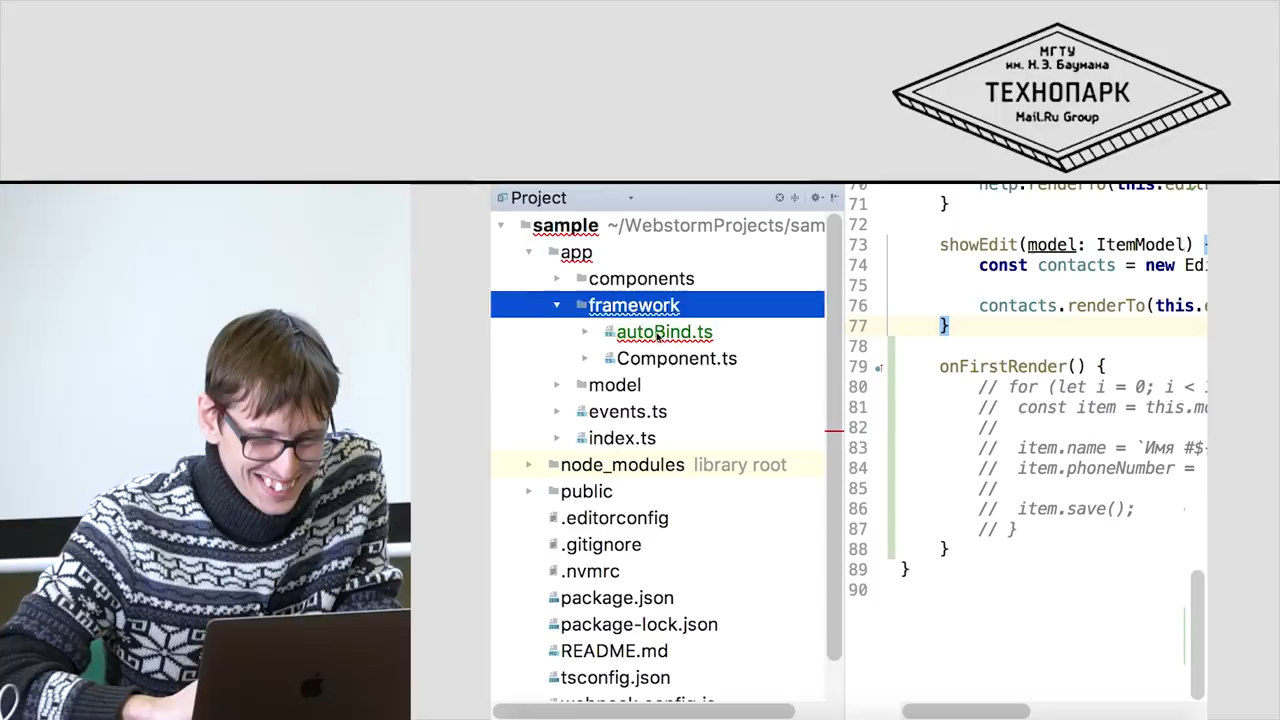 МГТУ
им. Н.Э. Баумана
ТЕХНОПАРК
Mail.Ru Group
Project
sample ~/WebstormProjects/sam
app
components
framework
autoBind.ts
Component.ts
model
events.ts
index.ts
node_modules library root
public
.editorconfig
.gitignore
.nvmrc
package.json
package-lock.json
README.md
tsconfig.json
71 }
72
73 showEdit(model: ItemModel) {
74 const contacts = new Edi
75
76 contacts.renderTo(this.
77 }
78
79 onFirstRender() {
80 // for (let i = 0; i <
81 // const item = this.mo
82 //
83 // item.name = `Имя #$
84 // item.phoneNumber =
85 //
86 // item.save();
87 // }
88 }
89 }
90